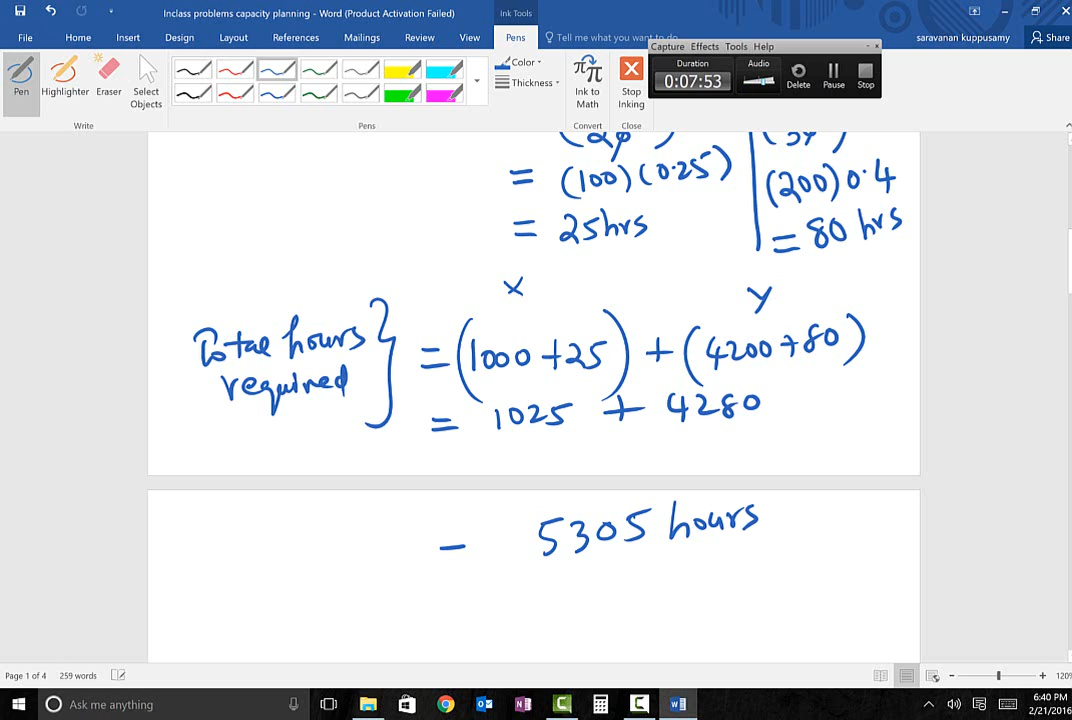 Inclass problems capacity planning - Word (Product Activation Failed)
Ink Tools
File Home Insert Design Layout References Mailings Review View Pens Tell me what you want to do... saravanan kuppusamy Share
Capture Effects Tools Help
Duration Audio
0:07:53 Delete Pause Stop
Pen Highlighter Eraser Select Objects
Color
Thickness
Ink to Math
Stop Inking
Write Pens Convert Close
= (100) (0.25) (200) 0.4
= 25 hrs = 80 hrs
X Y
Total hours required } = (1000 + 25) + (4200 + 80)
= 1025 + 4280
5305 hours
Page 1 of 4 259 words 120%
Ask me anything
6:40 PM
2/21/2016